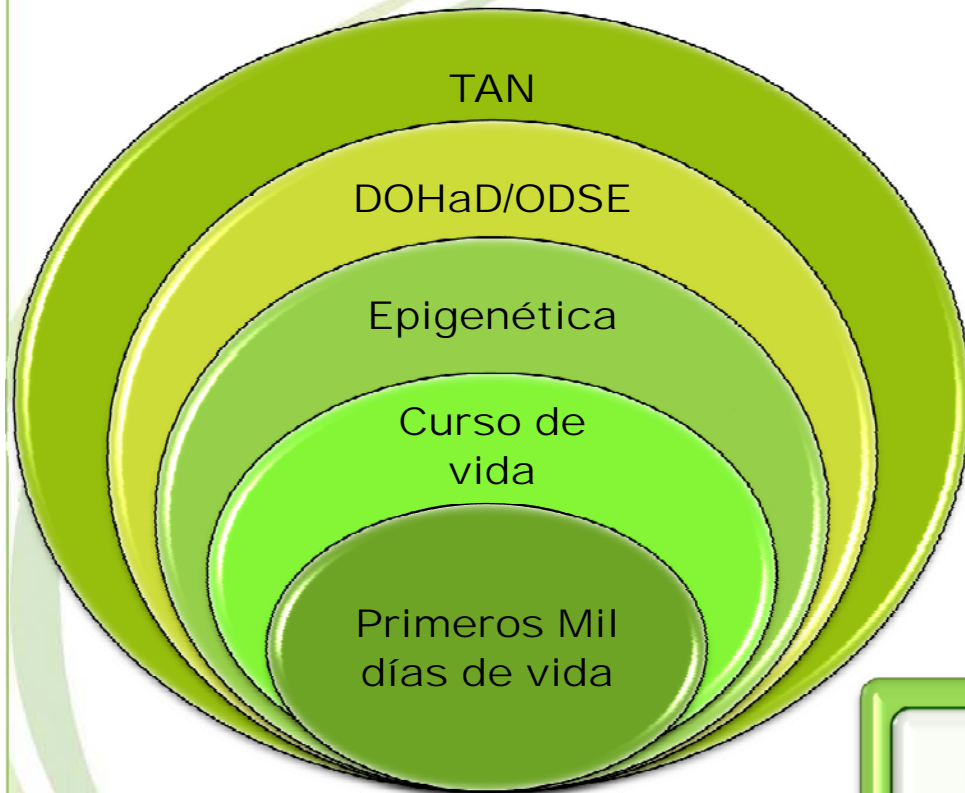 TAN
DOHaD/ODSE
Epigenética
Curso de
vida
Primeros Mil
días de vida